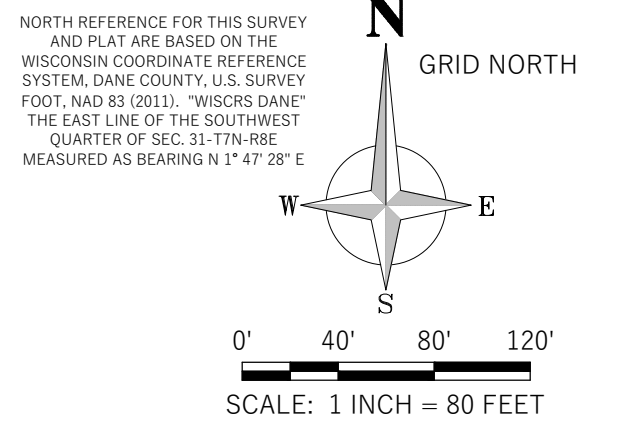 NORTH REFERENCE FOR THIS SURVEY
AND PLAT ARE BASED ON THE
WISCONSIN COORDINATE REFERENCE
SYSTEM, DANE COUNTY, U.S. SURVEY
FOOT, NAD 83 (2011). "WISCRS DANE"
THE EAST LINE OF THE SOUTHWEST
QUARTER OF SEC. 31-T7N-R8E
MEASURED AS BEARING N 1° 47' 28" E
N
GRID NORTH
W E
S
0' 40' 80' 120'
SCALE: 1 INCH = 80 FEET